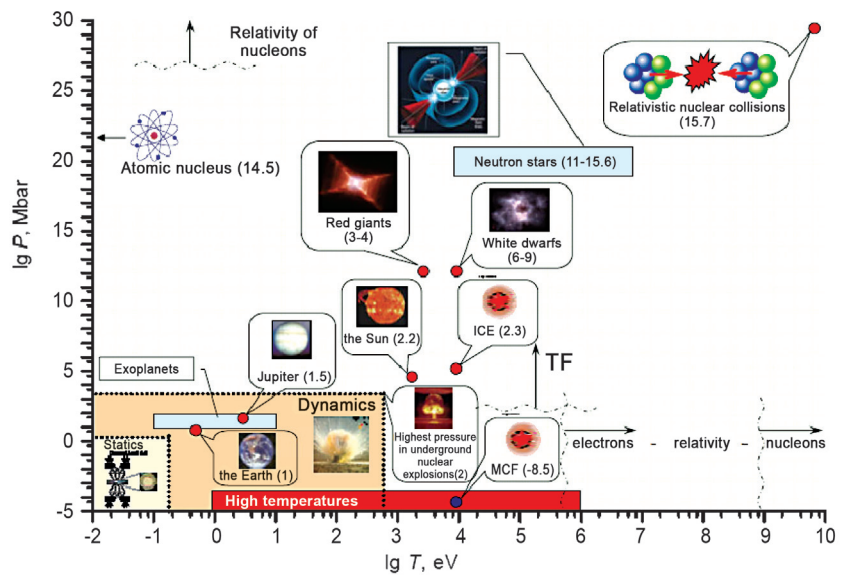 30
25
20
15
10
5
0
-5
lg P, Mbar
-2
-1
0
1
2
3
4
5
6
7
8
9
10
lg T, eV
Relativity of
nucleons
Atomic nucleus (14.5)
Relativistic nuclear collisions
(15.7)
Neutron stars (11-15.6)
Red giants
(3-4)
White dwarfs
(6-9)
the Sun (2.2)
ICE (2.3)
TF
Exoplanets
Jupiter (1.5)
Dynamics
Highest pressure
in underground
nuclear
explosions(2)
MCF (-8.5)
electrons - relativity - nucleons
Statics
the Earth (1)
High temperatures